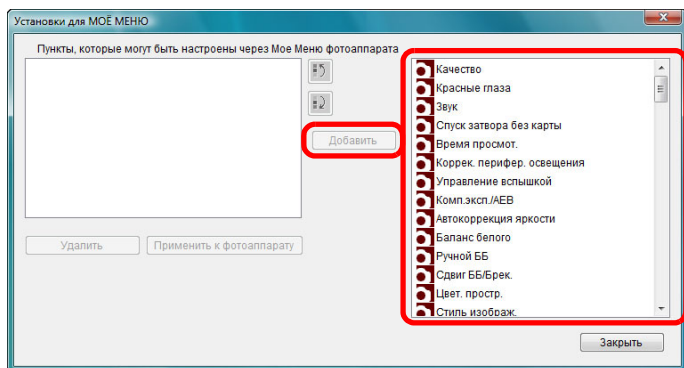 Установки для МОЁ МЕНЮ
Пункты, которые могут быть настроены через Мое Меню фотоаппарата
Качество
Красные глаза
Звук
Спуск затвора без карты
Добавить
Время просмот.
Коррек. перифер. освещения
Управление вспышкой
Комп.эксп./AEB
Автокоррекция яркости
Удалить
Применить к фотоаппарату
Баланс белого
Ручной ББ
Сдвиг ББ/Брек.
Цвет. простр.
Стиль изображ.
Закрыть